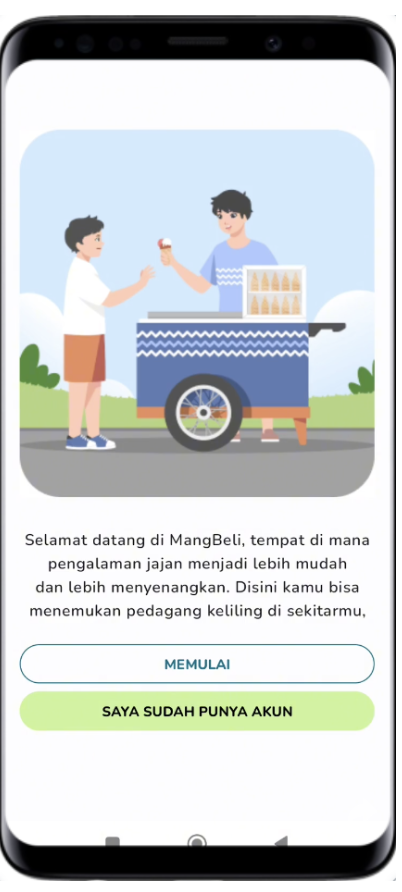 Selamat datang di MangBeli, tempat di mana
pengalaman jajan menjadi lebih mudah
dan lebih menyenangkan. Disini kamu bisa
menemukan pedagang keliling di sekitarmu,
MEMULAI
SAYA SUDAH PUNYA AKUN